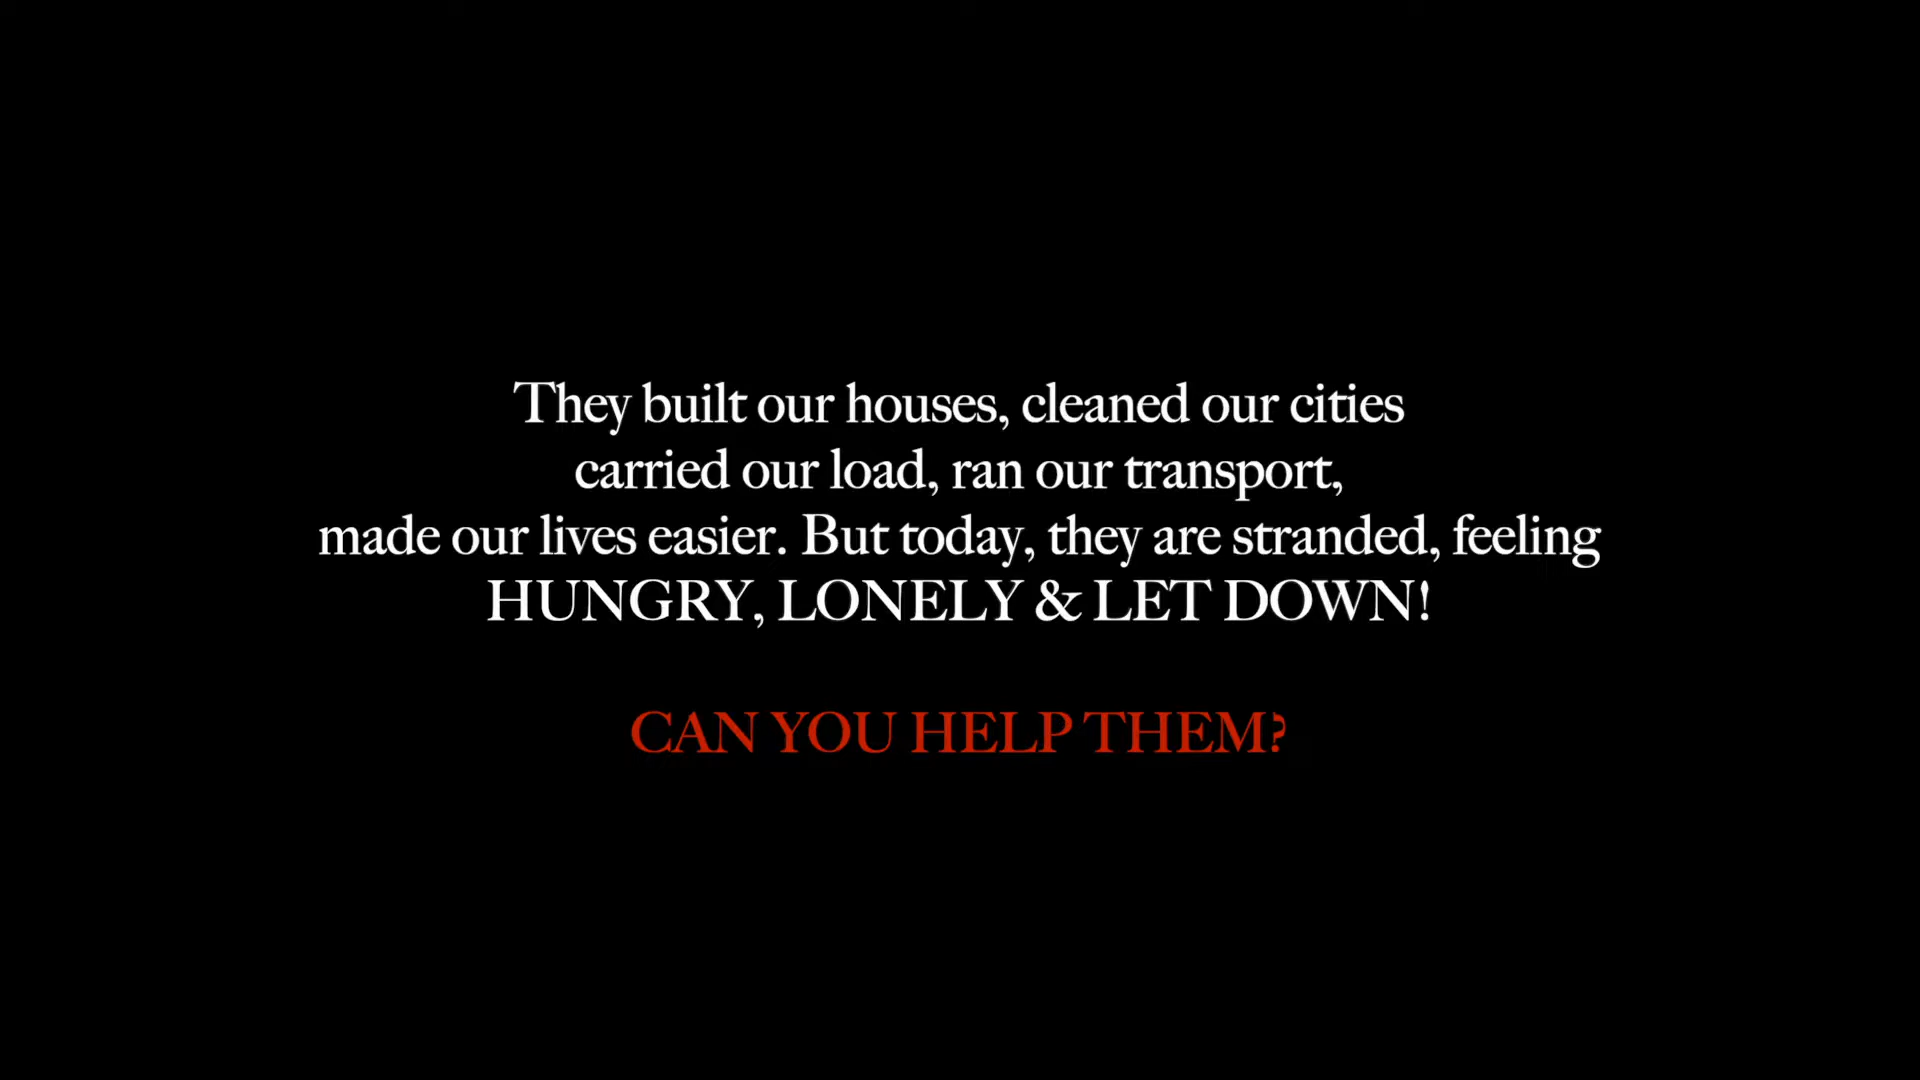 They built our houses, cleaned our cities
carried our load, ran our transport,
made our lives easier. But today, they are stranded, feeling
HUNGRY, LONELY & LET DOWN!
CAN YOU HELP THEM?